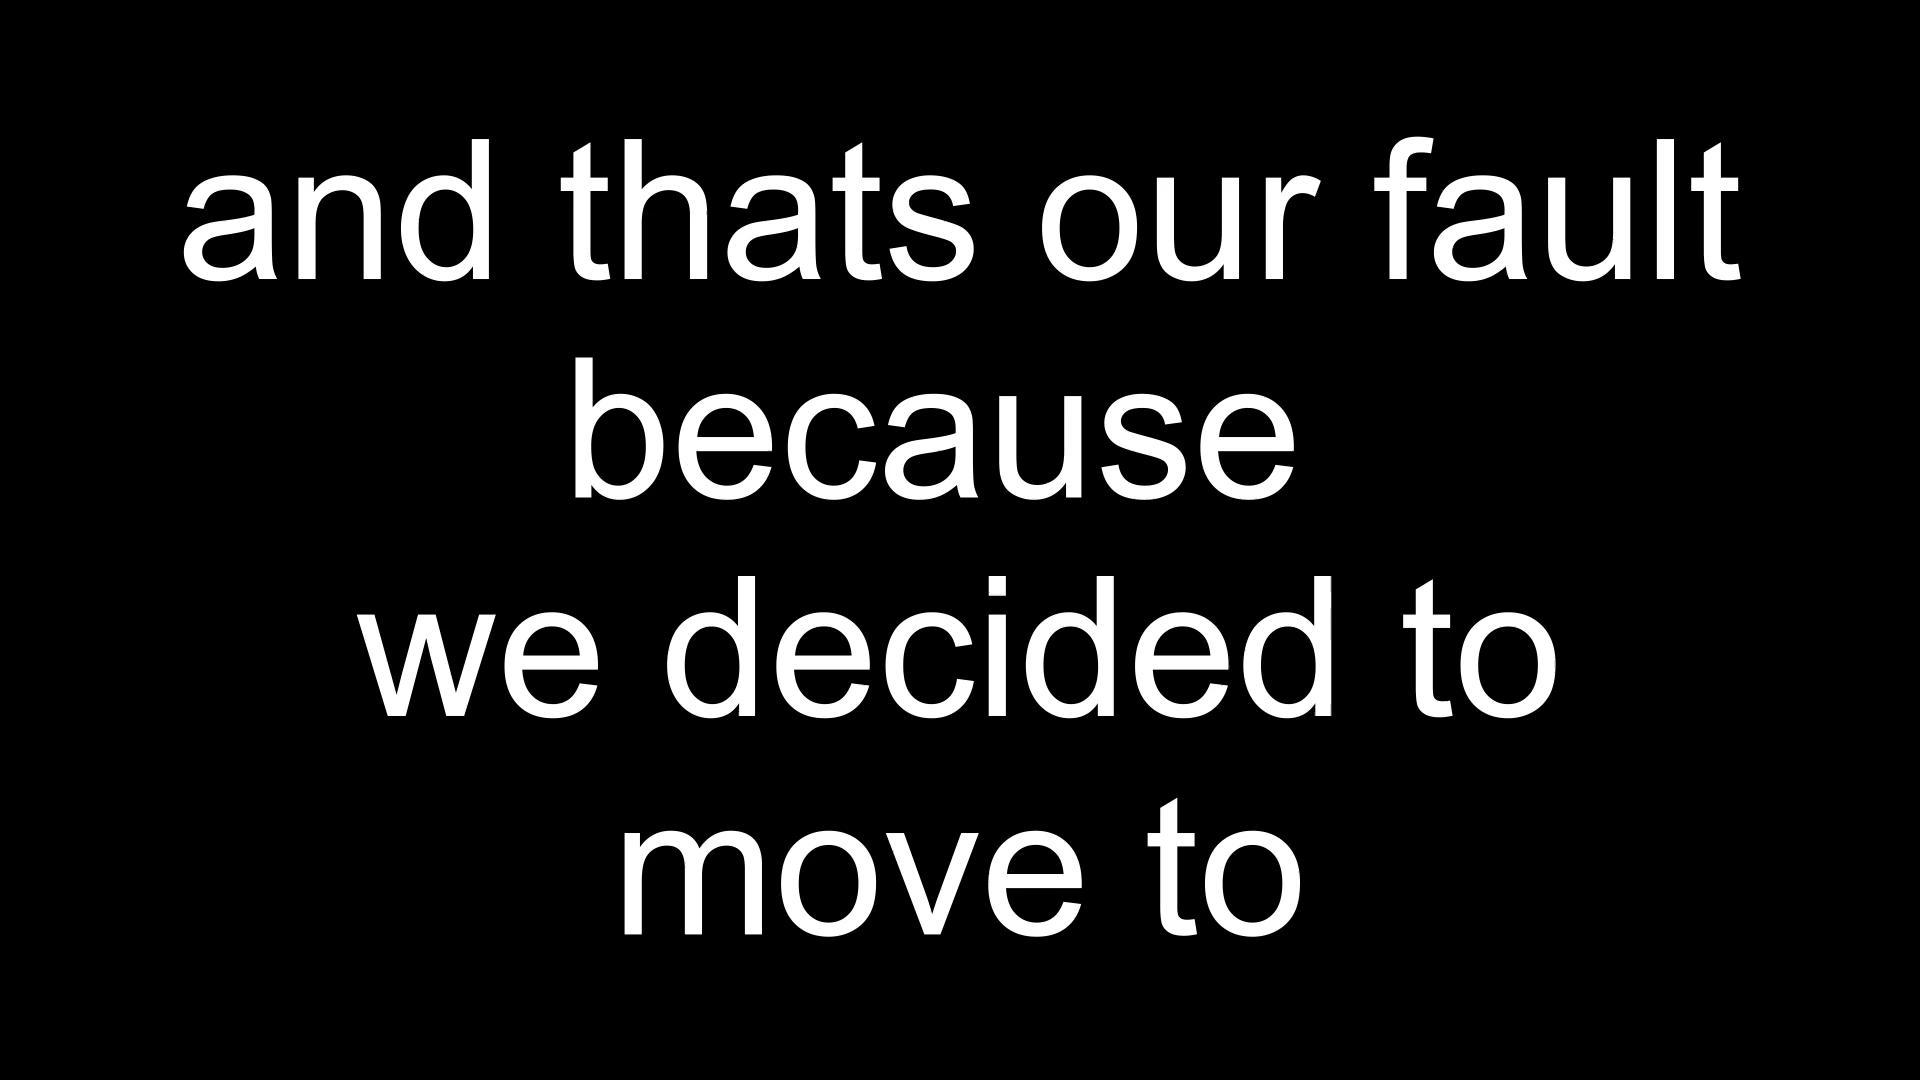 and thats our fault
because
we decided to
move to